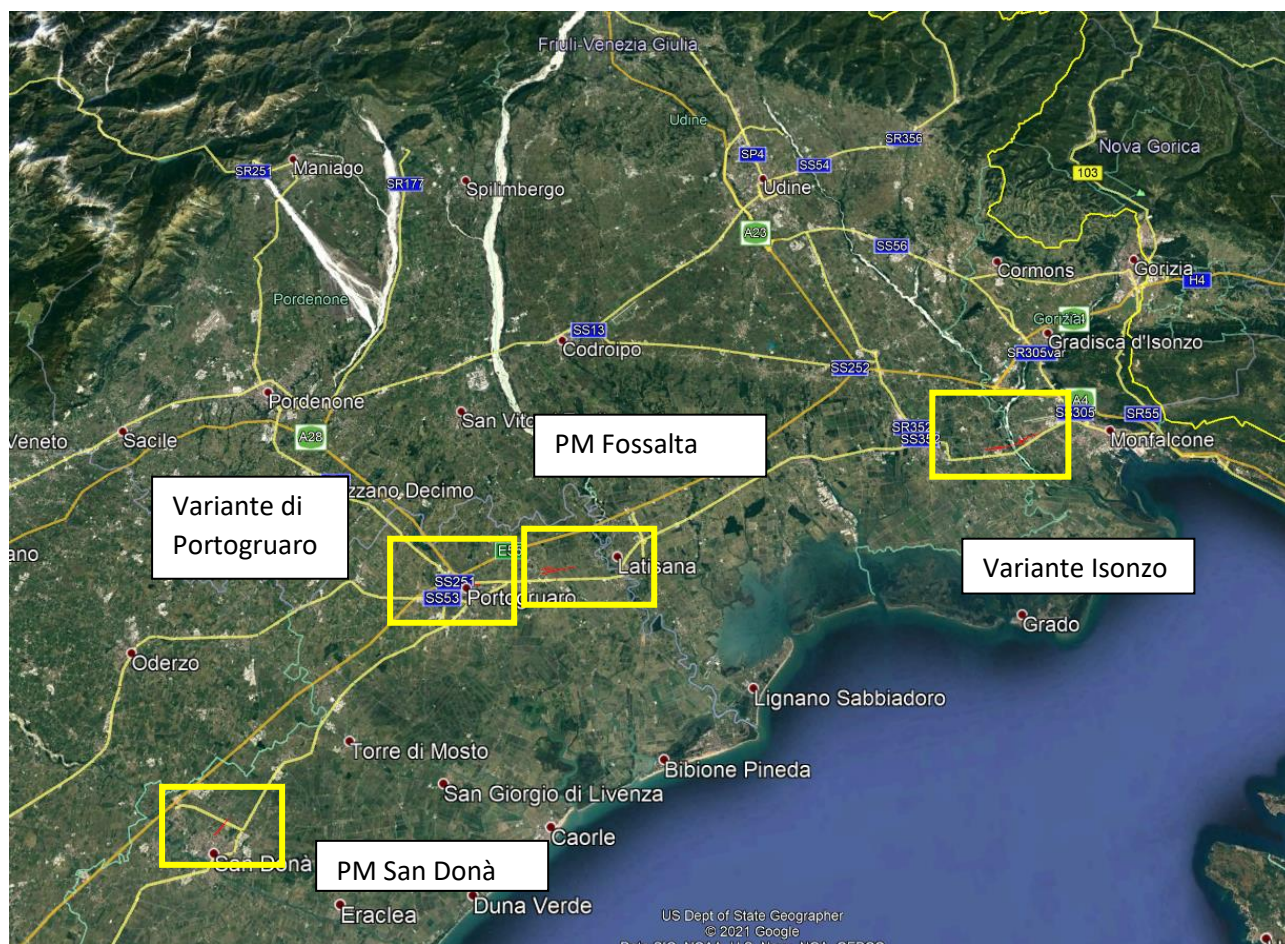 Friuli-Venezia Giulia
Udine
SR356
SP4
SS54
Nova Gorica
Maniago
SR251
SR177
Spilimbergo
Udine
103
A23
SS56
Cormons
Gorizia
H4
Pordenone
Gorizia
SS13
Codroipo
Gradisca d'Isonzo
SR305var
SS252
Pordenone
A4
SS305
SR55
San Vito
PM Fossalta
SR352
SS352
Monfalcone
Veneto
Sacile
A28
Variante di
Portogruaro
zzano Decimo
ano
Latisana
Variante Isonzo
SS251
SS53
Portogruaro
Grado
Oderzo
Lignano Sabbiadoro
Torre di Mosto
Bibione Pineda
San Giorgio di Livenza
Caorle
San Donà
PM San Donà
Eraclea
Duna Verde
US Dept of State Geographer
© 2021 Google